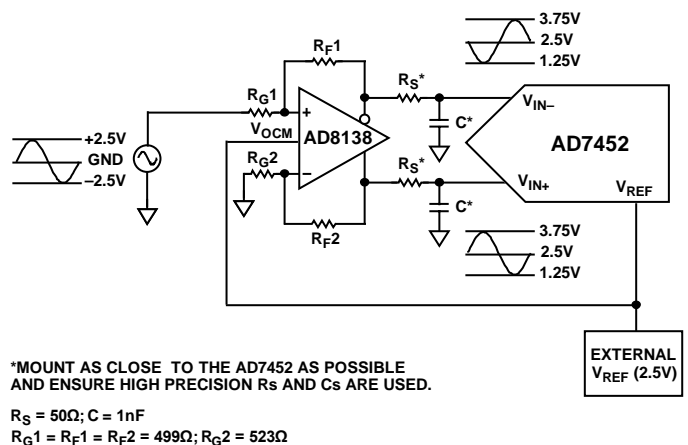 3.75V
2.5V
1.25V
RF1
RS*
RG1
+
VIN–
C*
VOCM
AD8138
AD7452
+2.5V
GND
–2.5V
RG2
–
RS*
VIN+
VREF
C*
RF2
3.75V
2.5V
1.25V
EXTERNAL
VREF (2.5V)
*MOUNT AS CLOSE TO THE AD7452 AS POSSIBLE
AND ENSURE HIGH PRECISION Rs AND Cs ARE USED.
RS = 50Ω; C = 1nF
RG1 = RF1 = RF2 = 499Ω; RG2 = 523Ω